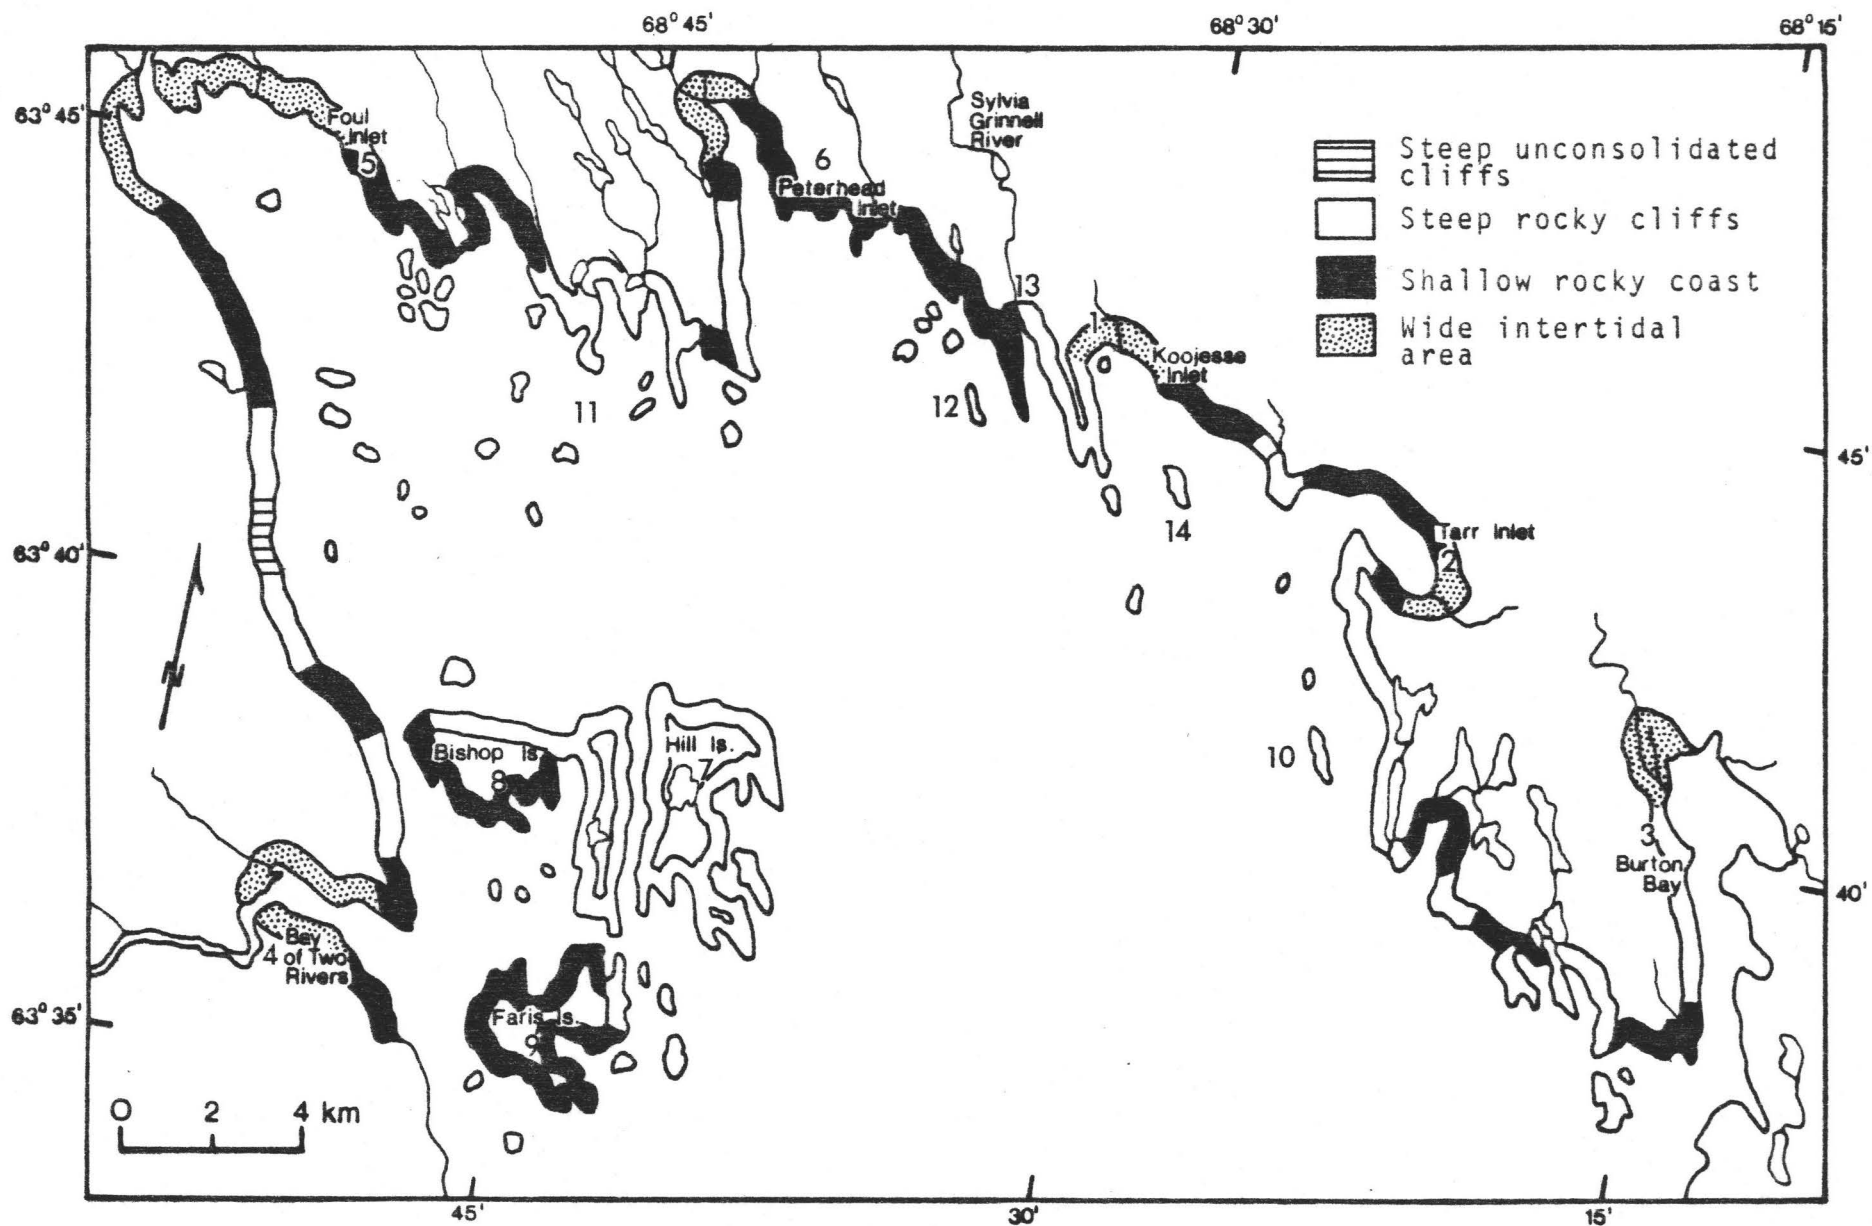 68° 45'
68° 30'
68° 15'
63° 45'
Foul
Inlet
5
Sylvia
Grinnell
River
6
Peterhead
Inlet
Steep unconsolidated
cliffs
Steep rocky cliffs
Shallow rocky coast
Wide intertidal
area
13
1
Koojesse
Inlet
11
12
45'
14
Tarr Inlet
2
63° 40'
N
Bishop Is.
8
Hill Is.
7
10
3
Burton
Bay
40'
Bay
4 of Two
Rivers
63° 35'
Faris Is.
9
0 2 4 km
45'
30'
15'